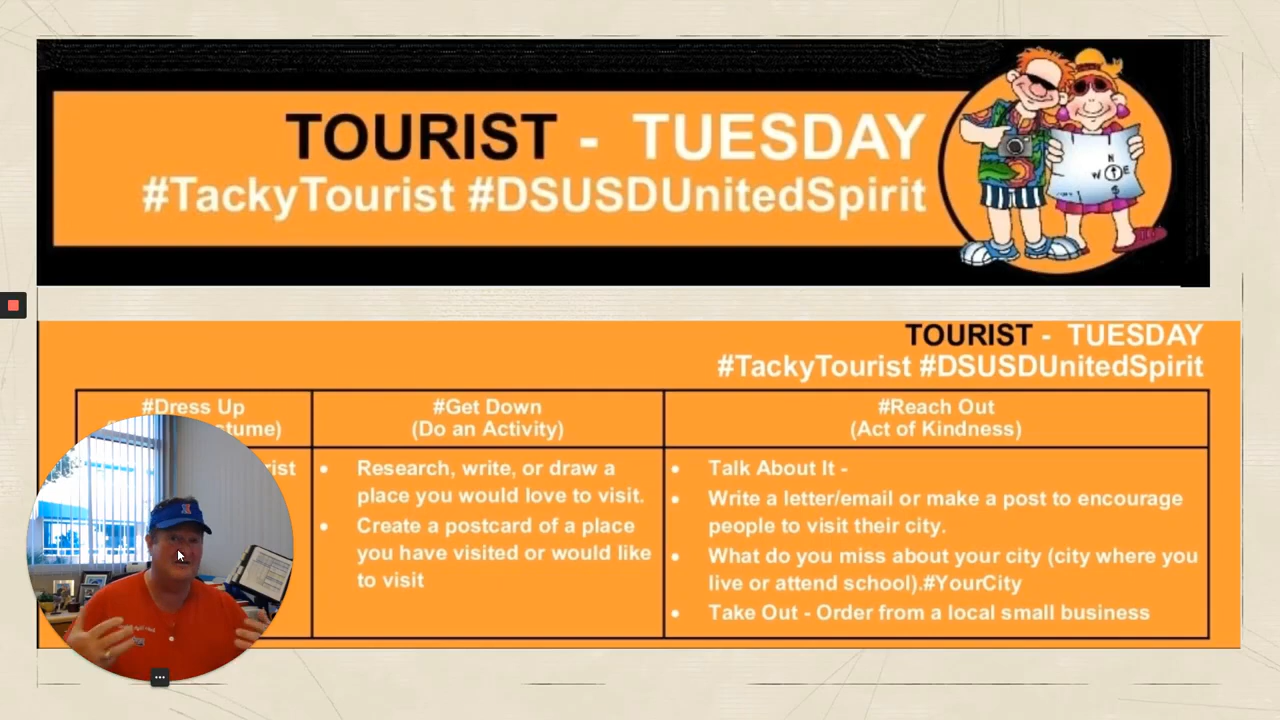 TOURIST - TUESDAY
#TackyTourist #DSUSDUnitedSpirit
N
W E
S
TOURIST - TUESDAY
#TackyTourist #DSUSDUnitedSpirit
#Dress Up
#Get Down
(Do an Activity)
• Research, write, or draw a
place you would love to visit.
• Create a postcard of a place
you have visited or would like
to visit
#Reach Out
(Act of Kindness)
• Talk About It -
• Write a letter/email or make a post to encourage
people to visit their city.
• What do you miss about your city (city where you
live or attend school).#YourCity
• Take Out - Order from a local small business